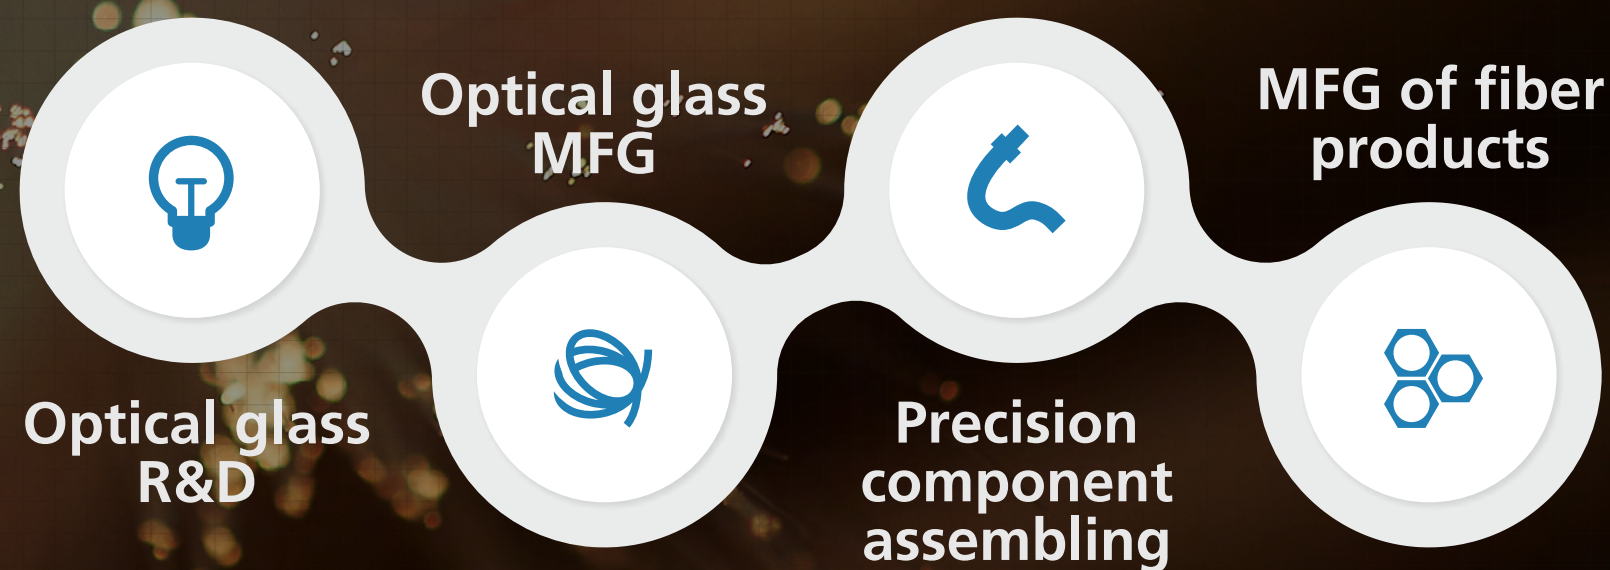 Optical glass
R&D
Optical glass
MFG
Precision
component
assembling
MFG of fiber
products